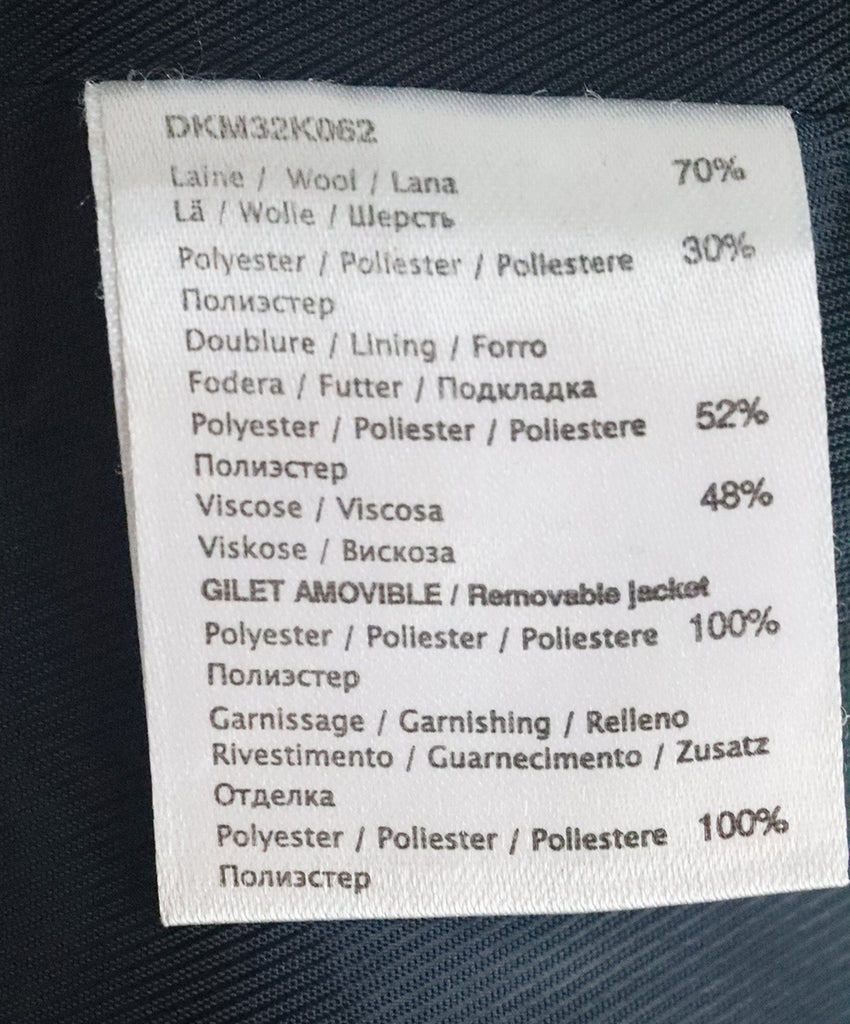 DKM32K062
Laine / Wool / Lana 70%
Lä / Wolle / Шерсть
Polyester / Poliester / Poliestere 30%
Полиэстер
Doublure / Lining / Forro
Fodera / Futter / Подкладка
Polyester / Poliester / Poliestere 52%
Полиэстер
Viscose / Viscosa 48%
Viskose / Вискоза
GILET AMOVIBLE / Removable jacket
Polyester / Poliester / Poliestere 100%
Полиэстер
Garnissage / Garnishing / Relleno
Rivestimento / Guarnecimento / Zusatz
Отделка
Polyester / Poliester / Poliestere 100%
Полиэстер